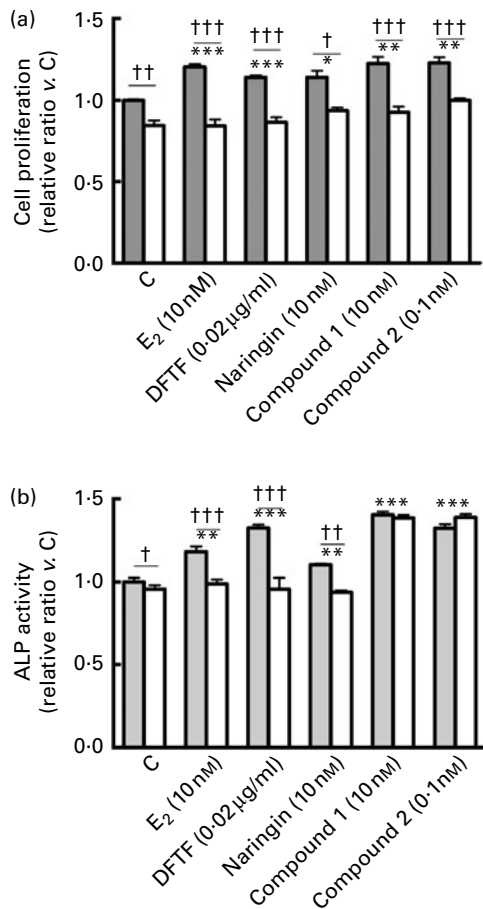 (a)
Cell proliferation
(relative ratio v. C)
1·5
1·0
0·5
0·0
††
†††
***
†††
***
†
*
†††
**
†††
**
C
E₂ (10 nM)
DFTF (0·02 µg/ml)
Naringin (10 nM)
Compound 1 (10 nM)
Compound 2 (0·1 nM)
(b)
ALP activity
(relative ratio v. C)
1·5
1·0
0·5
0·0
†
†††
**
†††
***
††
**
***
***
C
E₂ (10 nM)
DFTF (0·02 µg/ml)
Naringin (10 nM)
Compound 1 (10 nM)
Compound 2 (0·1 nM)